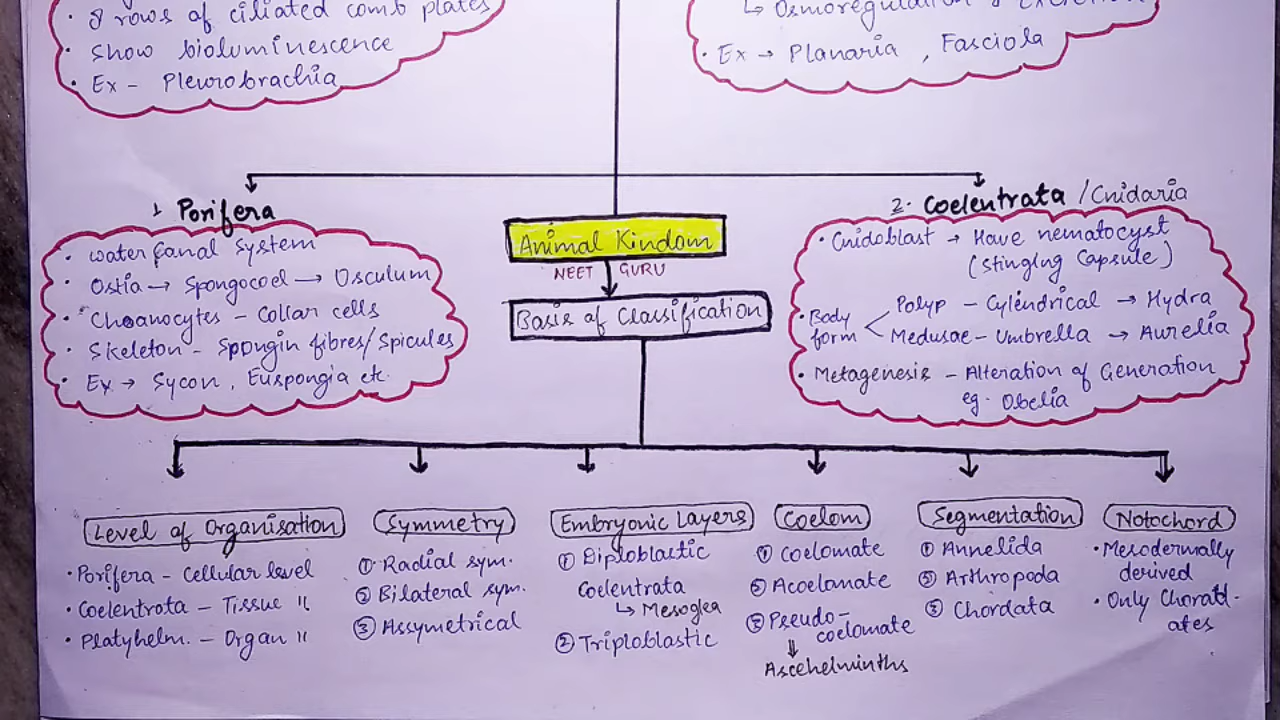 8 rows of ciliated comb plates
• Show bioluminescence
• Ex - Pleurobrachia
↳ Osmoregulation & Excretion
• Ex → Planaria , Fasciola
1 Porifera
• water canal system
• Ostia → Spongocoel → Osculum
• Choanocytes - Collar cells
• Skeleton - Spongin fibres/Spicules
• Ex → Sycon , Euspongia etc.
Animal Kindom
NEET GURU
Basis of Classification
2. Coelentrata /Cnidaria
• Cnidoblast → Have nematocyst
(Stinging Capsule)
• Body form < Polyp - Cylendrical → Hydra
Medusae - Umbrella → Aurelia
• Metagenesis - Alteration of Generation
eg. Obelia
Level of Organisation
• Porifera - Cellular level
• Coelentrata - Tissue "
• Platyhelm. - Organ "
Symmetry
① Radial sym.
② Bilateral sym.
③ Assymetrical
Embryonic Layers
① Diploblastic
Coelentrata
↳ Mesoglea
② Triploblastic
Coelom
① Coelomate
② Acoelomate
③ Pseudo-
coelomate
⇓
Ascehelminths
Segmentation
① Annelida
② Arthropoda
③ Chordata
Notochord
• Mesodermally
derived
• Only Choratd-
ates